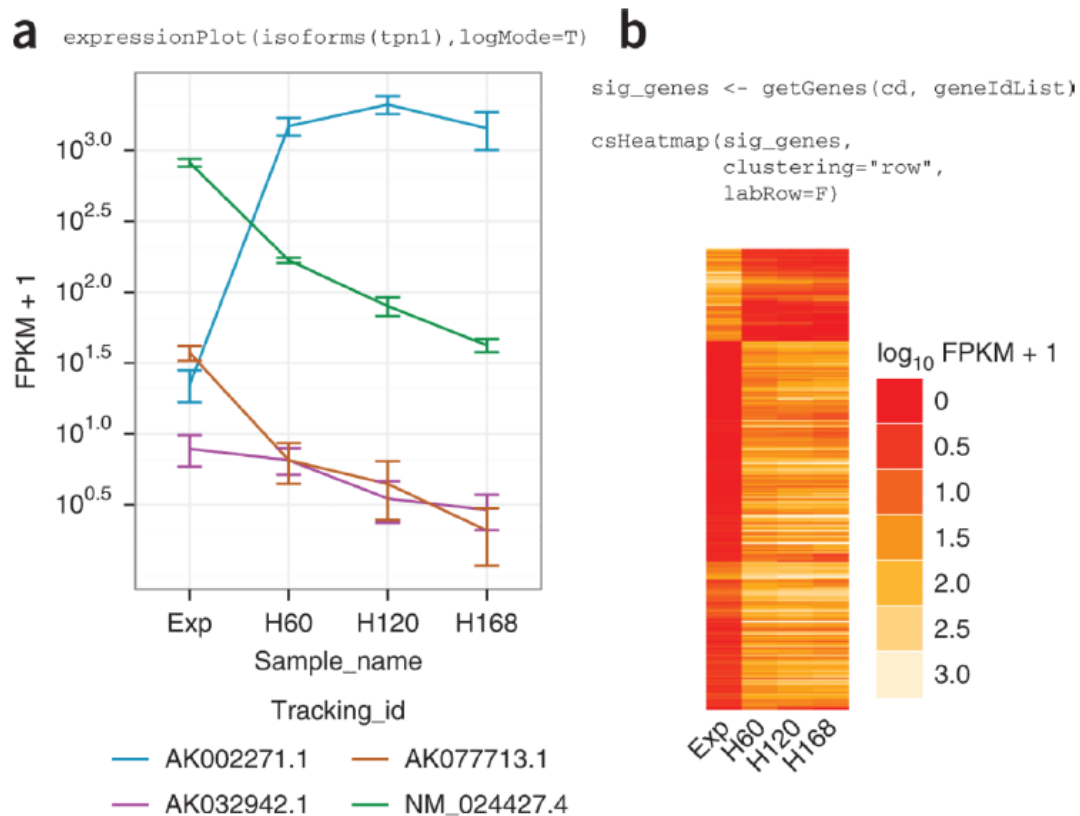 a
expressionPlot(isoforms(tpn1),logMode=T)
FPKM + 1
10^3.0
10^2.5
10^2.0
10^1.5
10^1.0
10^0.5
Exp H60 H120 H168
Sample_name
Tracking_id
AK002271.1 AK077713.1
AK032942.1 NM_024427.4
b
sig_genes <- getGenes(cd, geneIdList)
csHeatmap(sig_genes,
clustering="row",
labRow=F)
log10 FPKM + 1
0
0.5
1.0
1.5
2.0
2.5
3.0
Exp H60 H120 H168